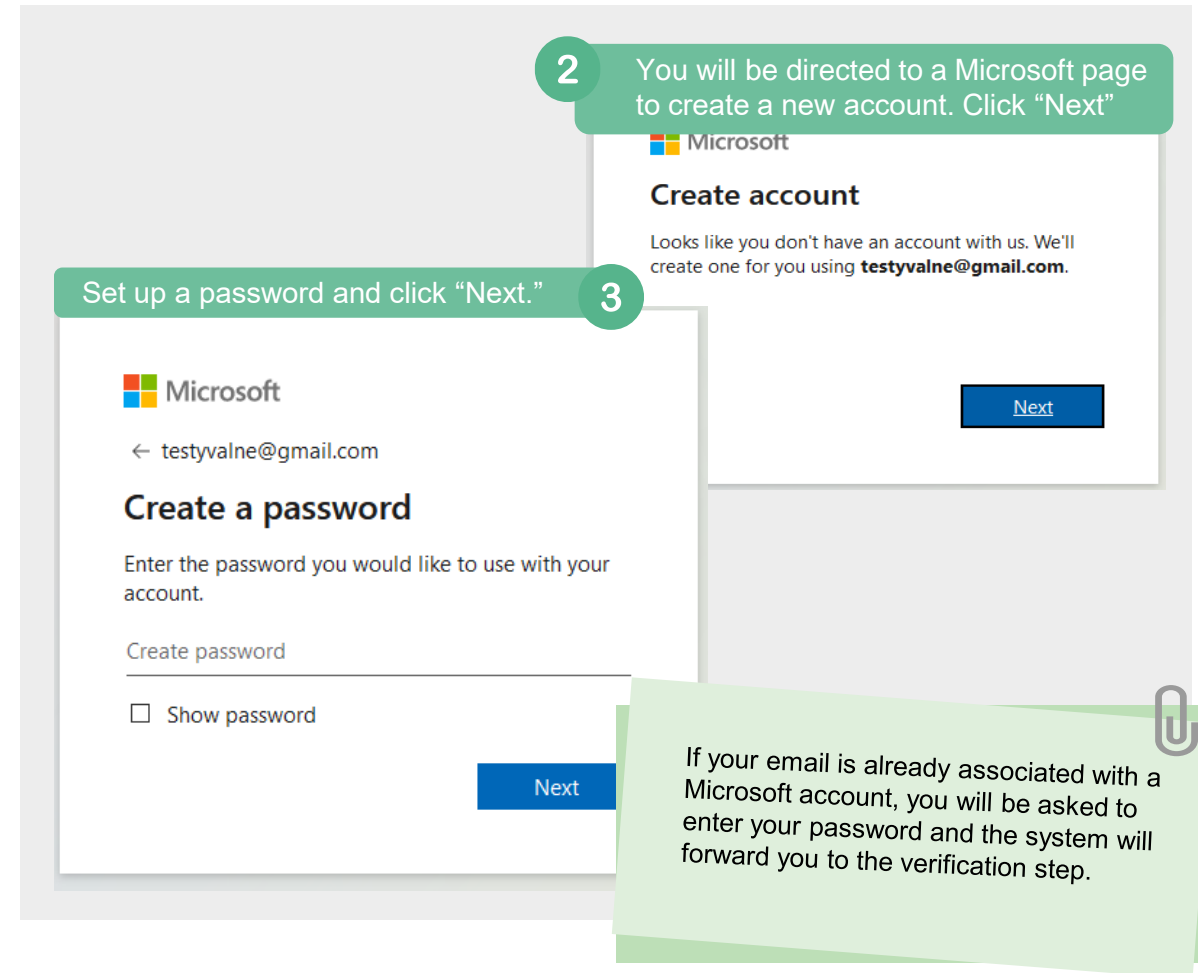 2
You will be directed to a Microsoft page
to create a new account. Click “Next”
Microsoft
Create account
Looks like you don't have an account with us. We'll
create one for you using testyvalne@gmail.com.
Next
Set up a password and click “Next.”
3
Microsoft
← testyvalne@gmail.com
Create a password
Enter the password you would like to use with your
account.
Create password
Show password
Next
If your email is already associated with a
Microsoft account, you will be asked to
enter your password and the system will
forward you to the verification step.